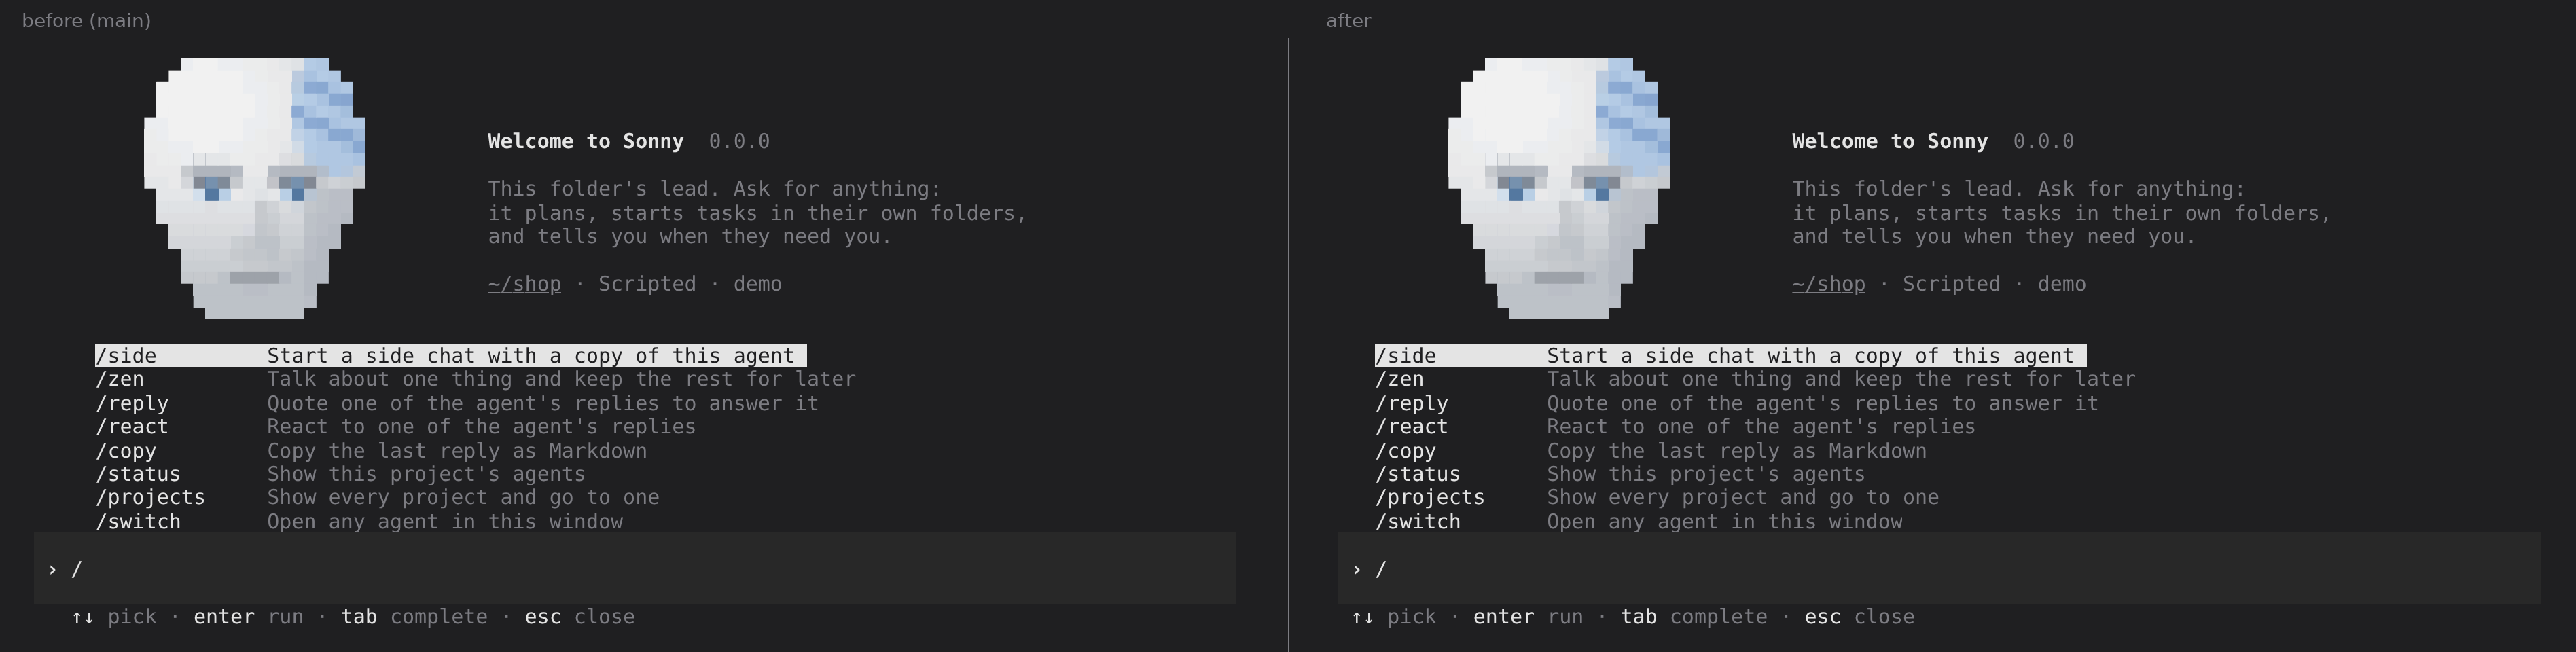 before (main)
Welcome to Sonny 0.0.0
This folder's lead. Ask for anything:
it plans, starts tasks in their own folders,
and tells you when they need you.
~/shop · Scripted · demo
/side Start a side chat with a copy of this agent
/zen Talk about one thing and keep the rest for later
/reply Quote one of the agent's replies to answer it
/react React to one of the agent's replies
/copy Copy the last reply as Markdown
/status Show this project's agents
/projects Show every project and go to one
/switch Open any agent in this window
› /
↑↓ pick · enter run · tab complete · esc close
after
Welcome to Sonny 0.0.0
This folder's lead. Ask for anything:
it plans, starts tasks in their own folders,
and tells you when they need you.
~/shop · Scripted · demo
/side Start a side chat with a copy of this agent
/zen Talk about one thing and keep the rest for later
/reply Quote one of the agent's replies to answer it
/react React to one of the agent's replies
/copy Copy the last reply as Markdown
/status Show this project's agents
/projects Show every project and go to one
/switch Open any agent in this window
› /
↑↓ pick · enter run · tab complete · esc close